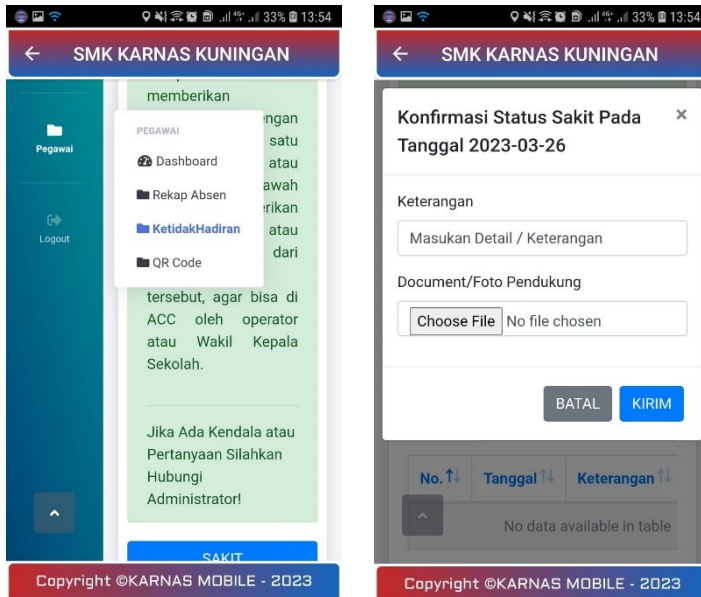 33% 13:54
SMK KARNAS KUNINGAN
Pegawai
Logout
memberikan
engan
satu
atau
awah
rikan
atau
dari
tersebut, agar bisa di
ACC oleh operator
atau Wakil Kepala
Sekolah.
Jika Ada Kendala atau
Pertanyaan Silahkan
Hubungi
Administrator!
SAKIT
PEGAWAI
Dashboard
Rekap Absen
KetidakHadiran
QR Code
Copyright ©KARNAS MOBILE - 2023
33% 13:54
SMK KARNAS KUNINGAN
Konfirmasi Status Sakit Pada ×
Tanggal 2023-03-26
Keterangan
Masukan Detail / Keterangan
Document/Foto Pendukung
Choose File No file chosen
BATAL KIRIM
No. Tanggal Keterangan
No data available in table
Copyright ©KARNAS MOBILE - 2023